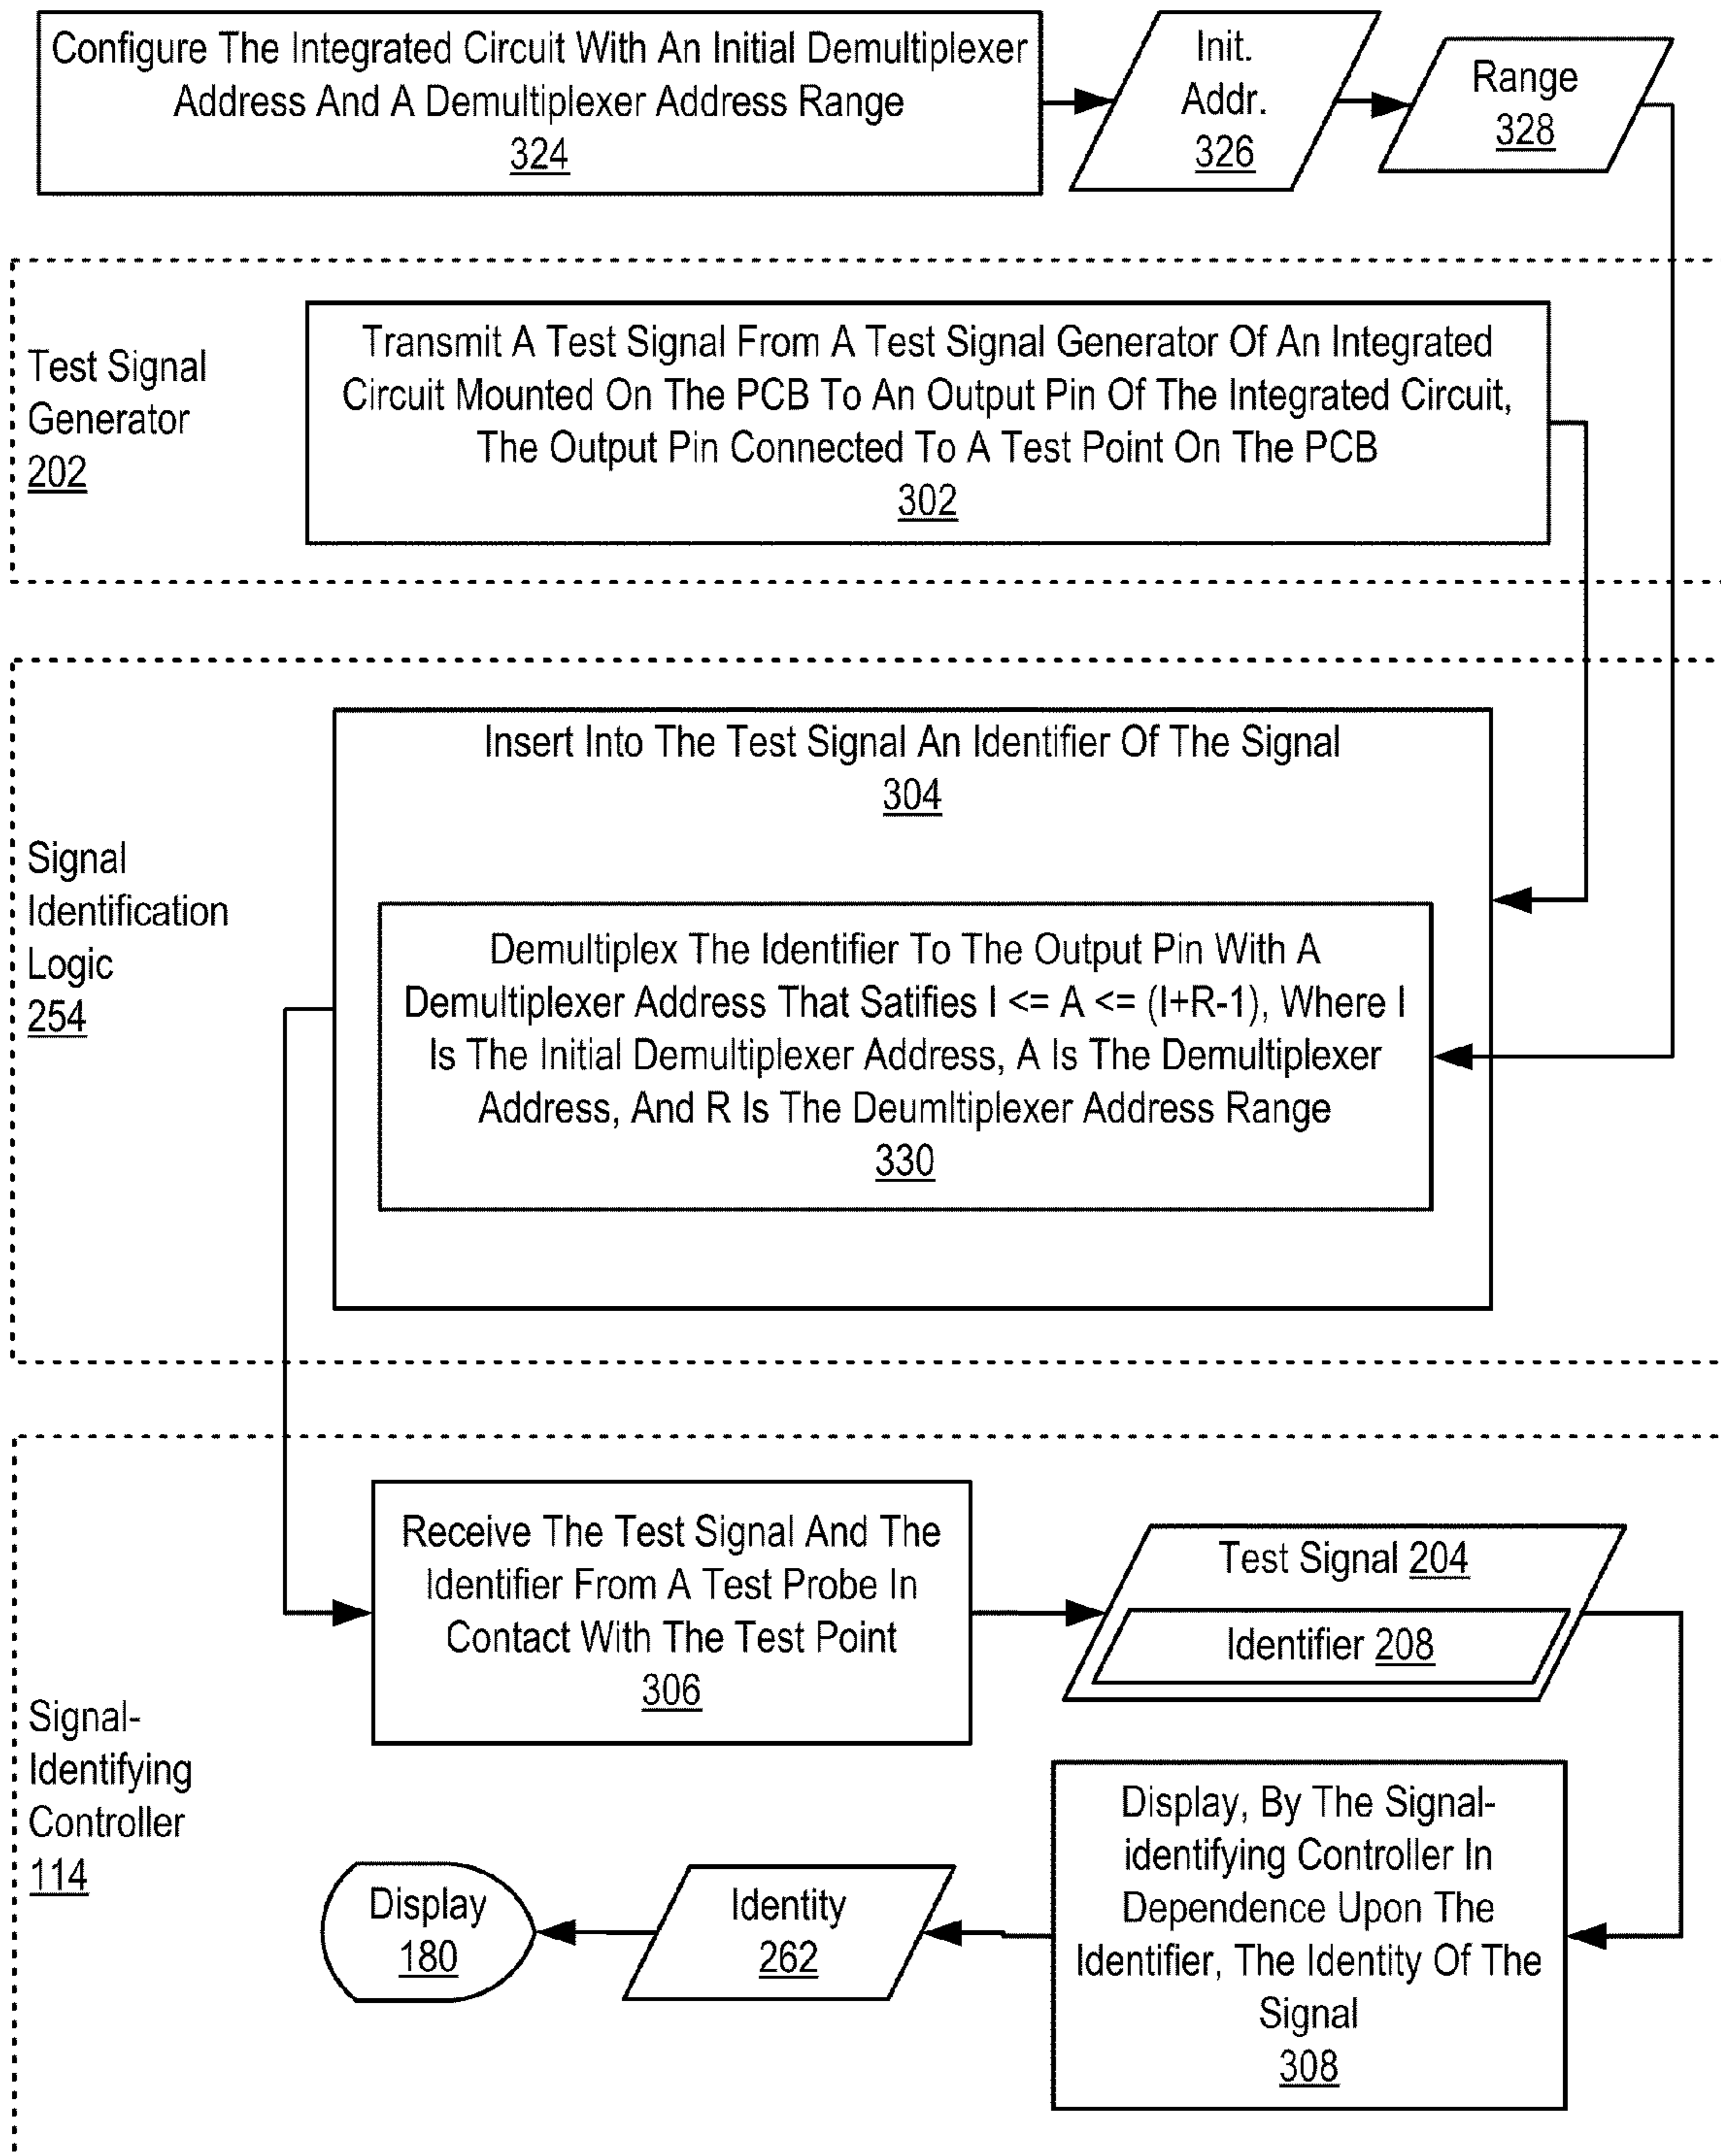 Configure The Integrated Circuit With An Initial Demultiplexer
Address And A Demultiplexer Address Range
324
Init.
Addr.
326
Range
328
Test Signal
Generator
202
Transmit A Test Signal From A Test Signal Generator Of An Integrated
Circuit Mounted On The PCB To An Output Pin Of The Integrated Circuit,
The Output Pin Connected To A Test Point On The PCB
302
Signal
Identification
Logic
254
Insert Into The Test Signal An Identifier Of The Signal
304
Demultiplex The Identifier To The Output Pin With A
Demultiplexer Address That Satifies I <= A <= (I+R-1), Where I
Is The Initial Demultiplexer Address, A Is The Demultiplexer
Address, And R Is The Deumltiplexer Address Range
330
Signal-
Identifying
Controller
114
Receive The Test Signal And The
Identifier From A Test Probe In
Contact With The Test Point
306
Test Signal 204
Identifier 208
Display, By The Signal-
identifying Controller In
Dependence Upon The
Identifier, The Identity Of The
Signal
308
Identity
262
Display
180